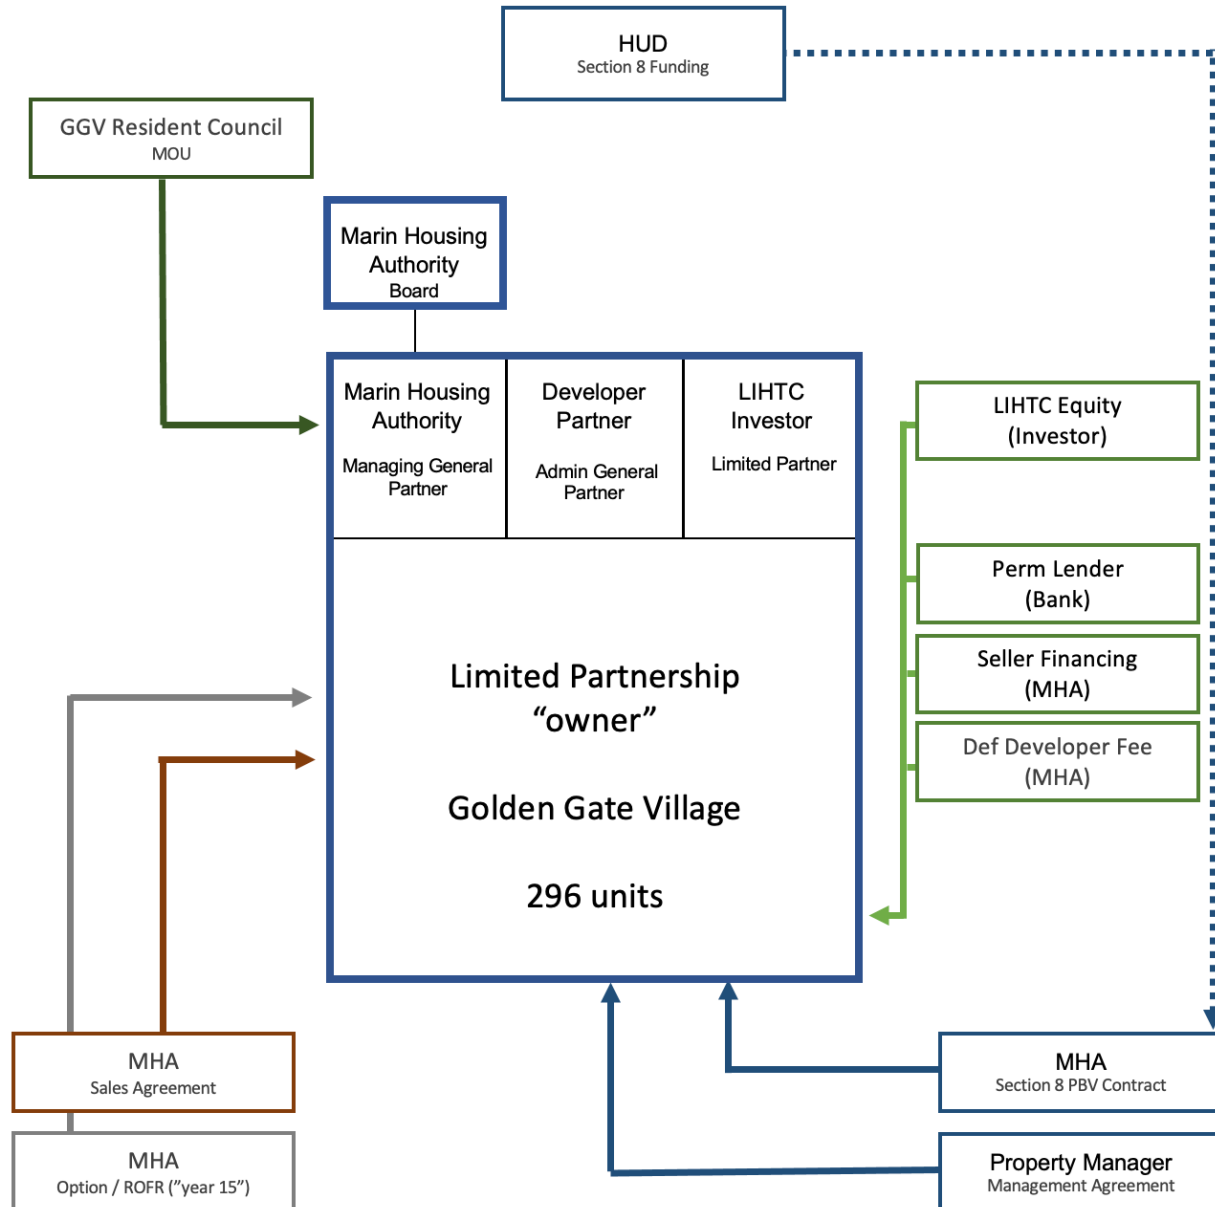 HUD
Section 8 Funding
GGV Resident Council
MOU
Marin Housing
Authority
Board
Marin Housing
Authority
Managing General
Partner
Developer
Partner
Admin General
Partner
LIHTC
Investor
Limited Partner
LIHTC Equity
(Investor)
Perm Lender
(Bank)
Seller Financing
(MHA)
Def Developer Fee
(MHA)
Limited Partnership
“owner”
Golden Gate Village
296 units
MHA
Sales Agreement
MHA
Option / ROFR ("year 15")
MHA
Section 8 PBV Contract
Property Manager
Management Agreement